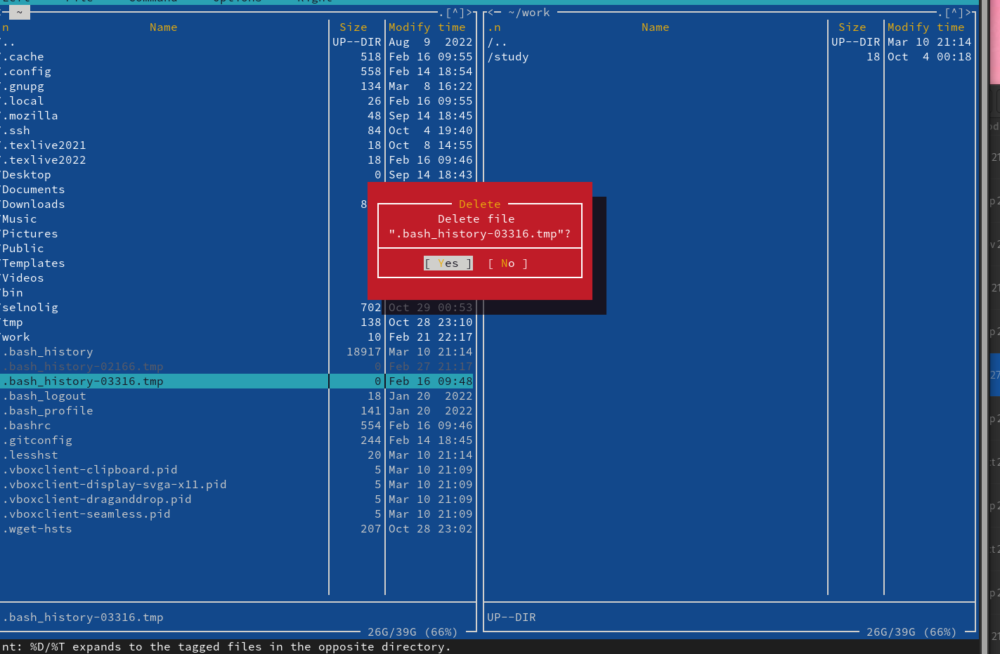 Left File Command Options Right
~ .[^]> <─ ~/work .[^]>
n Name Size Modify time .n Name Size Modify time
/.. UP--DIR Aug 9 2022 /.. UP--DIR Mar 10 21:14
/.cache 518 Feb 16 09:55 /study 18 Oct 4 00:18
/.config 558 Feb 14 18:54
/.gnupg 134 Mar 8 16:22
/.local 26 Feb 16 09:55
/.mozilla 48 Sep 14 18:45
/.ssh 84 Oct 4 19:40
/.texlive2021 18 Oct 8 14:55
/.texlive2022 18 Feb 16 09:46
/Desktop 0 Sep 14 18:43
/Documents
/Downloads 8
/Music
/Pictures
/Public
/Templates
/Videos
/bin
Delete
Delete file
".bash_history-03316.tmp"?
[ Yes ] [ No ]
/selnolig 702 Oct 29 00:53
/tmp 138 Oct 28 23:10
/work 10 Feb 21 22:17
.bash_history 18917 Mar 10 21:14
.bash_history-02166.tmp 0 Feb 27 21:17
.bash_history-03316.tmp 0 Feb 16 09:48
.bash_logout 18 Jan 20 2022
.bash_profile 141 Jan 20 2022
.bashrc 554 Feb 16 09:46
.gitconfig 244 Feb 14 18:45
.lesshst 20 Mar 10 21:14
.vboxclient-clipboard.pid 5 Mar 10 21:09
.vboxclient-display-svga-x11.pid 5 Mar 10 21:09
.vboxclient-draganddrop.pid 5 Mar 10 21:09
.vboxclient-seamless.pid 5 Mar 10 21:09
.wget-hsts 207 Oct 28 23:02
.bash_history-03316.tmp UP--DIR
26G/39G (66%) 26G/39G (66%)
nt: %D/%T expands to the tagged files in the opposite directory.